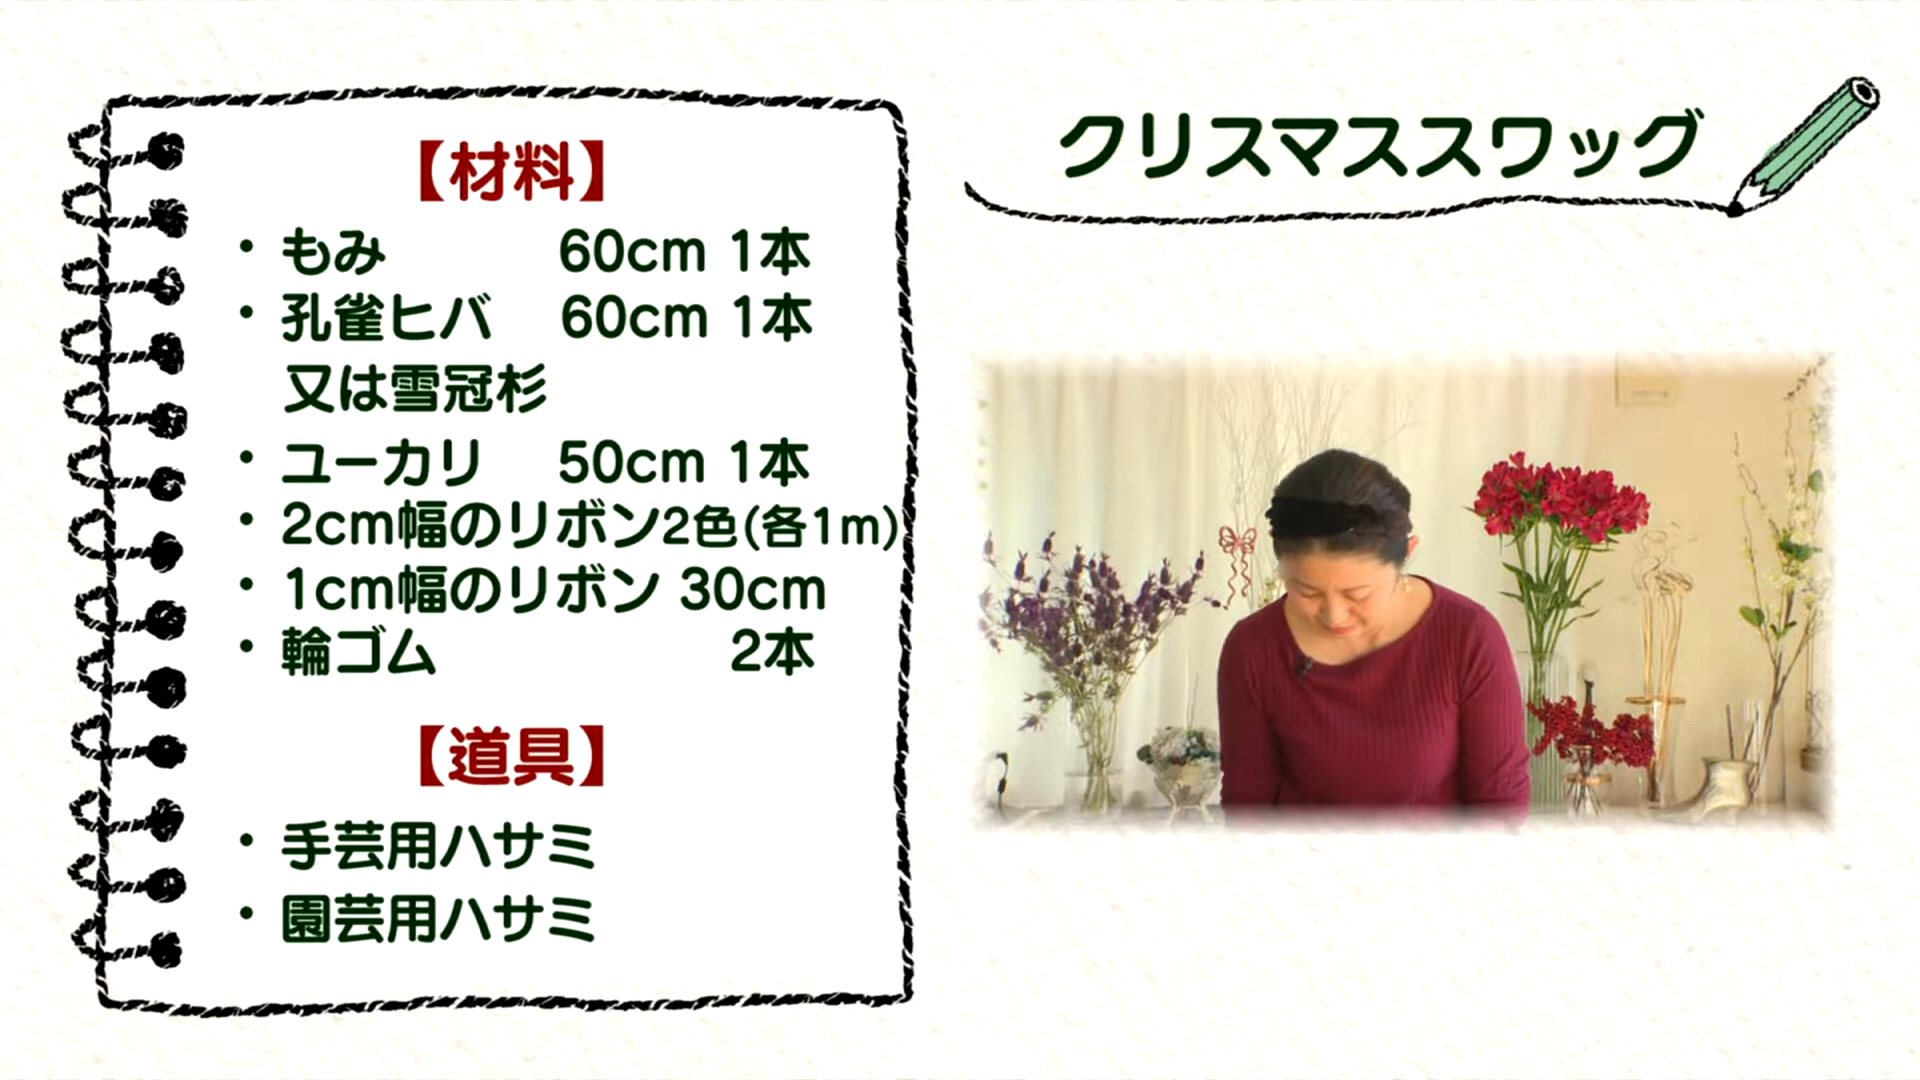 【材料】
・もみ 60cm 1本
・孔雀ヒバ 60cm 1本
又は雪冠杉
・ユーカリ 50cm 1本
・2cm幅のリボン2色(各1m)
・1cm幅のリボン 30cm
・輪ゴム 2本
【道具】
・手芸用ハサミ
・園芸用ハサミ
クリスマススワッグ